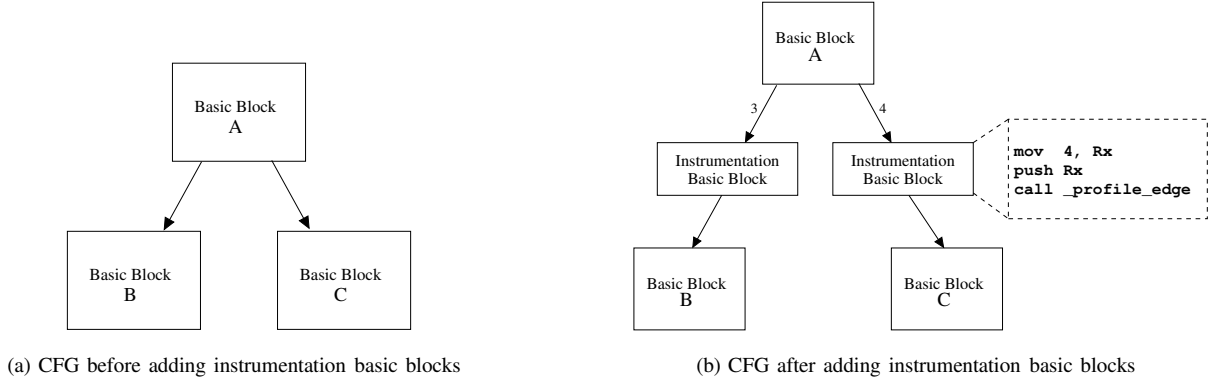 Basic Block
A
Basic Block
B
Basic Block
C
(a) CFG before adding instrumentation basic blocks
Basic Block
A
3
4
Instrumentation
Basic Block
Instrumentation
Basic Block
mov 4, Rx
push Rx
call _profile_edge
Basic Block
B
Basic Block
C
(b) CFG after adding instrumentation basic blocks